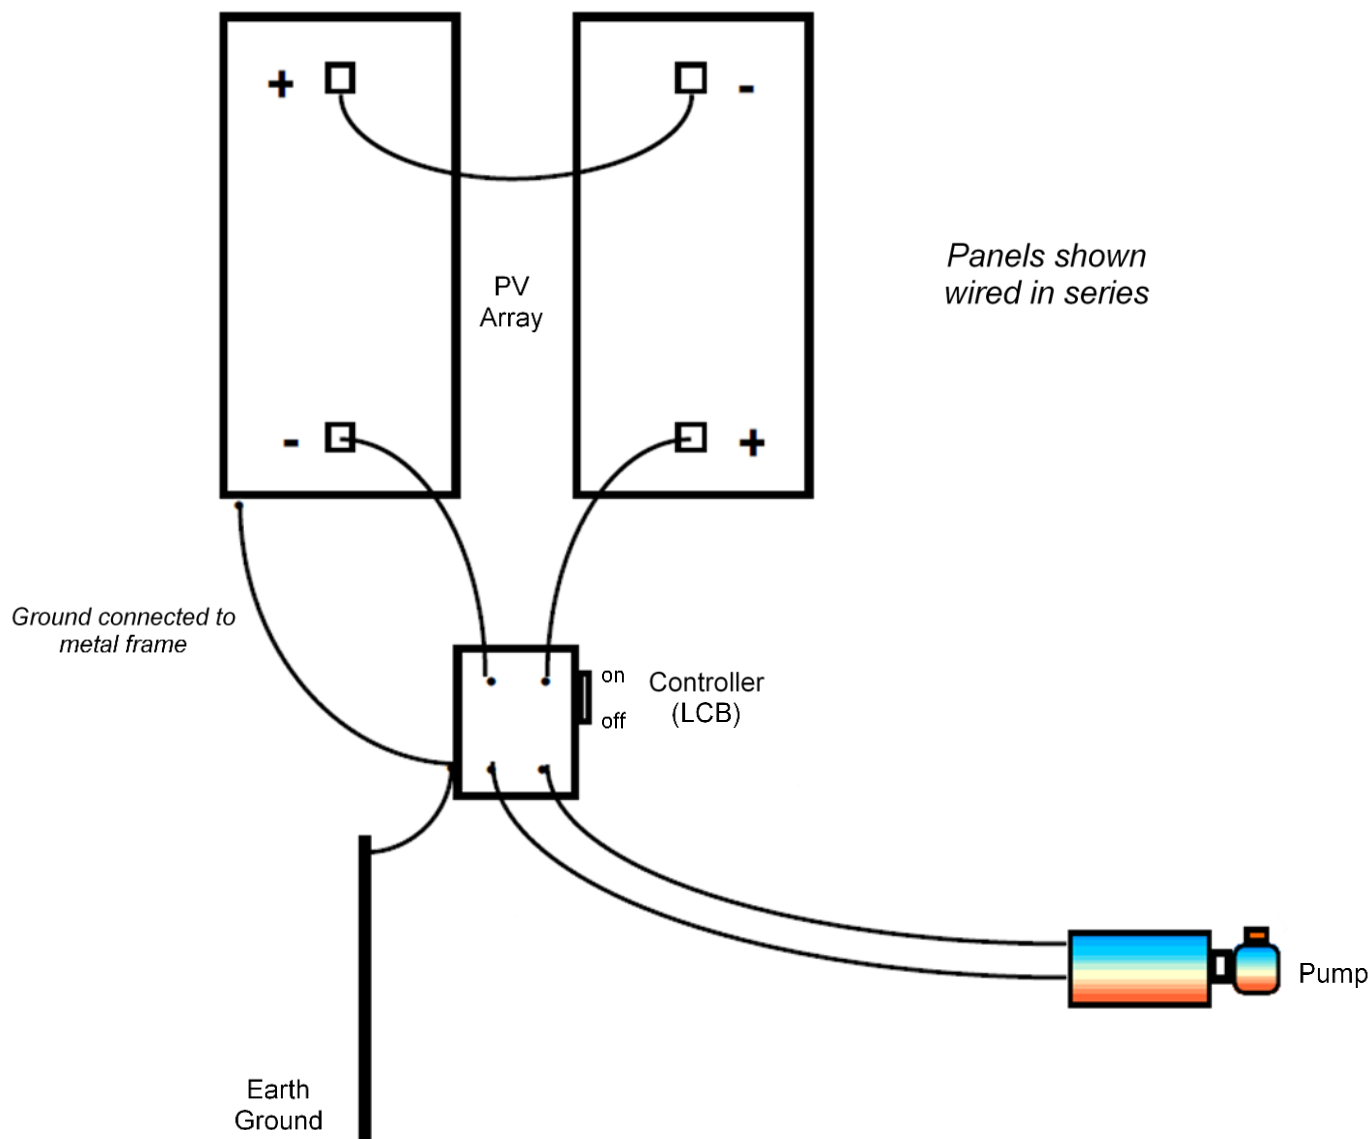 +
-
PV
Array
Panels shown
wired in series
-
+
Ground connected to
metal frame
on
off
Controller
(LCB)
Pump
Earth
Ground